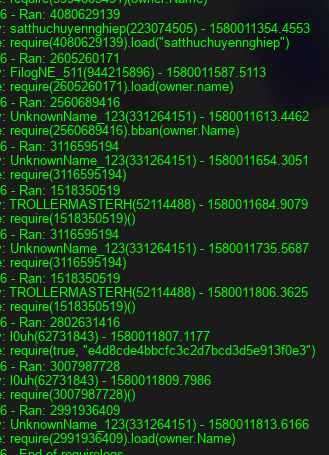 6 - Ran: 4080629139
y: satthuchuyennghiep(223074505) - 1580011354.4553
e: require(4080629139).load("satthuchuyennghiep")
6 - Ran: 2605260171
y: FilogNE_511(944215896) - 1580011587.5113
e: require(2605260171).load(owner.name)
6 - Ran: 2560689416
y: UnknownName_123(331264151) - 1580011613.4462
e: require(2560689416).bban(owner.Name)
6 - Ran: 3116595194
y: UnknownName_123(331264151) - 1580011654.3051
e: require(3116595194)
6 - Ran: 1518350519
y: TROLLERMASTERH(52114488) - 1580011684.9079
e: require(1518350519)()
6 - Ran: 3116595194
y: UnknownName_123(331264151) - 1580011735.5687
e: require(3116595194)
6 - Ran: 1518350519
y: TROLLERMASTERH(52114488) - 1580011806.3625
e: require(1518350519)()
6 - Ran: 2802631416
y: l0uh(62731843) - 1580011807.1177
e: require(true, "e4d8cde4bbcfc3c2d7bcd3d5e913f0e3")
6 - Ran: 3007987728
y: l0uh(62731843) - 1580011809.7986
e: require(3007987728)()
6 - Ran: 2991936409
y: UnknownName_123(331264151) - 1580011813.6166
e: require(2991936409).load(owner.Name)
6 - End of requirelogs